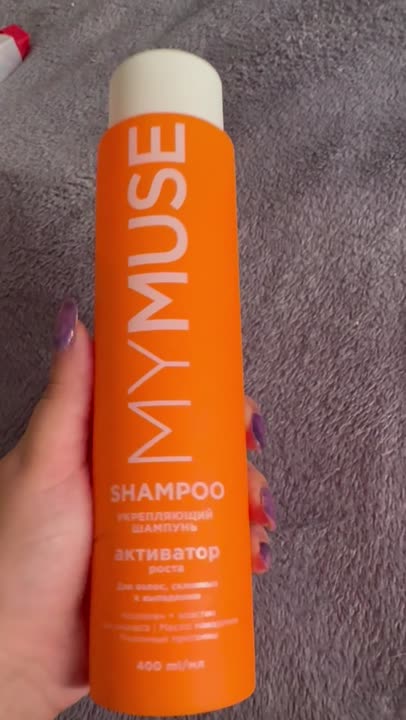 MYMUSE
SHAMPOO
УКРЕПЛЯЮЩИЙ
ШАМПУНЬ
активатор
роста
Для волос, склонных
к выпадению
400 ml/мл